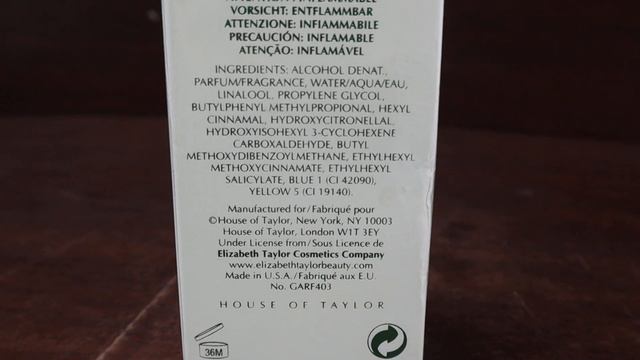 VORSICHT: ENTFLAMMBAR
ATTENZIONE: INFIAMMABILE
PRECAUCIÓN: INFLAMABLE
ATENÇÃO: INFLAMÁVEL
INGREDIENTS: ALCOHOL DENAT.,
PARFUM/FRAGRANCE, WATER/AQUA/EAU,
LINALOOL, PROPYLENE GLYCOL,
BUTYLPHENYL METHYLPROPIONAL, HEXYL
CINNAMAL, HYDROXYCITRONELLAL,
HYDROXYISOHEXYL 3-CYCLOHEXENE
CARBOXALDEHYDE, BUTYL
METHOXYDIBENZOYLMETHANE, ETHYLHEXYL
METHOXYCINNAMATE, ETHYLHEXYL
SALICYLATE, BLUE 1 (CI 42090),
YELLOW 5 (CI 19140).
Manufactured for/Fabriqué pour
©House of Taylor, New York, NY 10003
House of Taylor, London W1T 3EY
Under License from/Sous Licence de
Elizabeth Taylor Cosmetics Company
www.elizabethtaylorbeauty.com
Made in U.S.A./Fabriqué aux E.U.
No. GARF403
HOUSE OF TAYLOR
36M